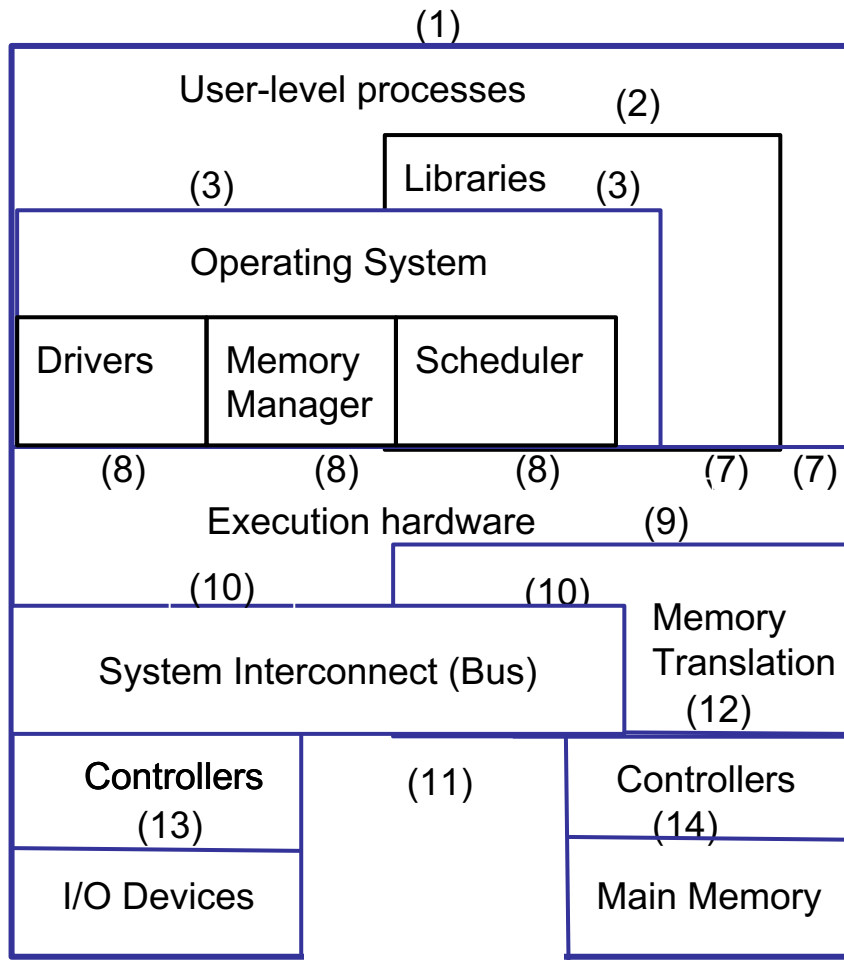 (1)
User-level processes
(2)
Libraries
(3)
(3)
Operating System
Drivers
Memory
Manager
Scheduler
(8)
(8)
(8)
(7)
(7)
Execution hardware
(9)
(10)
(10)
Memory
Translation
System Interconnect (Bus)
(12)
Controllers
(11)
Controllers
(13)
(14)
I/O Devices
Main Memory